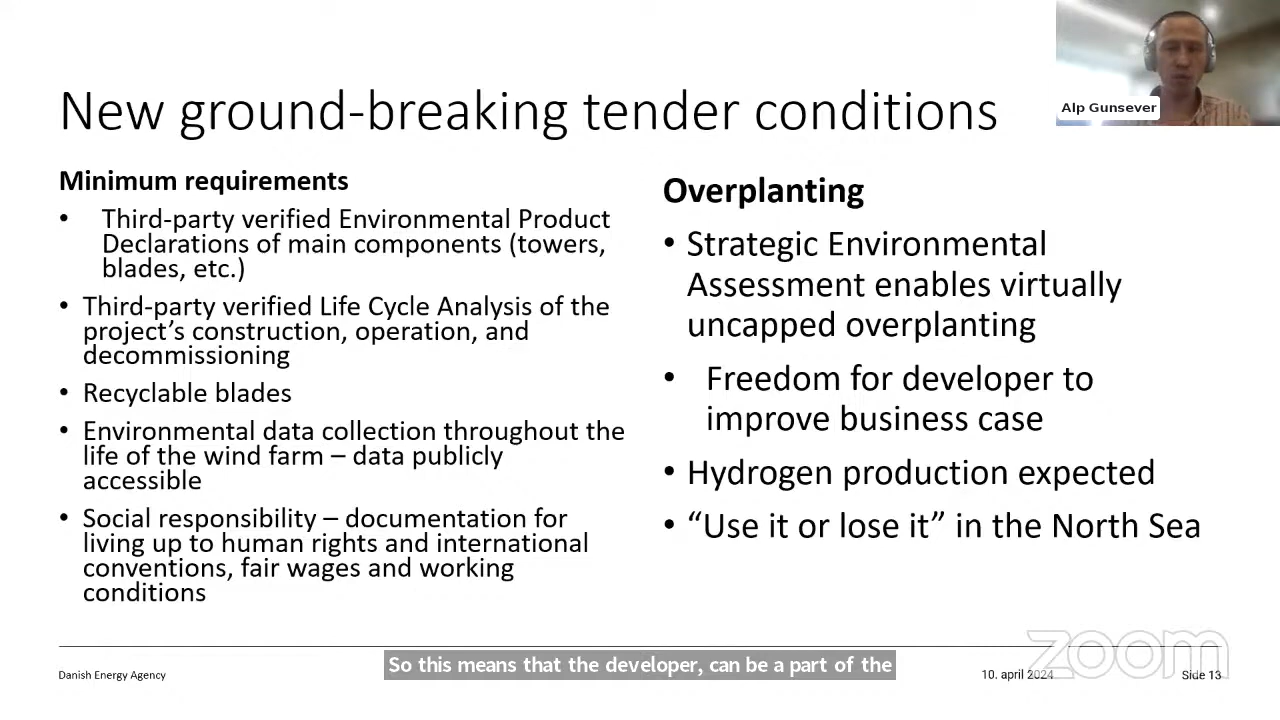 New ground-breaking tender conditions
Alp Gunsever
Minimum requirements
• Third-party verified Environmental Product
Declarations of main components (towers,
blades, etc.)
• Third-party verified Life Cycle Analysis of the
project’s construction, operation, and
decommissioning
• Recyclable blades
• Environmental data collection throughout the
life of the wind farm – data publicly
accessible
• Social responsibility – documentation for
living up to human rights and international
conventions, fair wages and working
conditions
Overplanting
• Strategic Environmental
Assessment enables virtually
uncapped overplanting
• Freedom for developer to
improve business case
• Hydrogen production expected
• “Use it or lose it” in the North Sea
Danish Energy Agency
So this means that the developer, can be a part of the
10. april 2024
Side 13
zoom